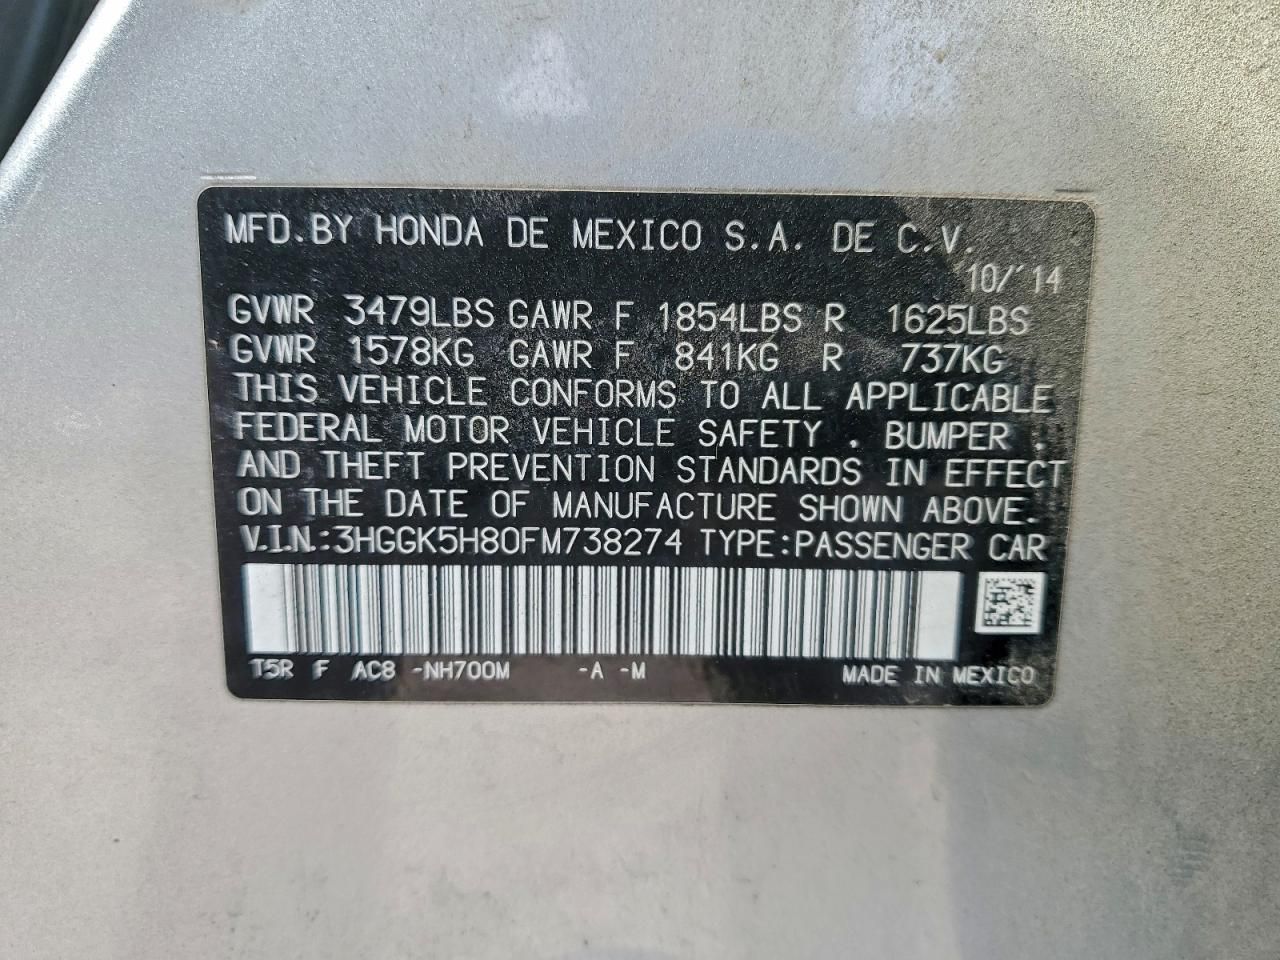 MFD.BY HONDA DE MEXICO S.A. DE C.V.
10/'14
GVWR 3479LBS GAWR F 1854LBS R 1625LBS
GVWR 1578KG GAWR F 841KG R 737KG
THIS VEHICLE CONFORMS TO ALL APPLICABLE
FEDERAL MOTOR VEHICLE SAFETY , BUMPER ,
AND THEFT PREVENTION STANDARDS IN EFFECT
ON THE DATE OF MANUFACTURE SHOWN ABOVE.
V.I.N.:3HGGK5H80FM738274 TYPE:PASSENGER CAR
T5R F AC8 -NH700M -A -M MADE IN MEXICO